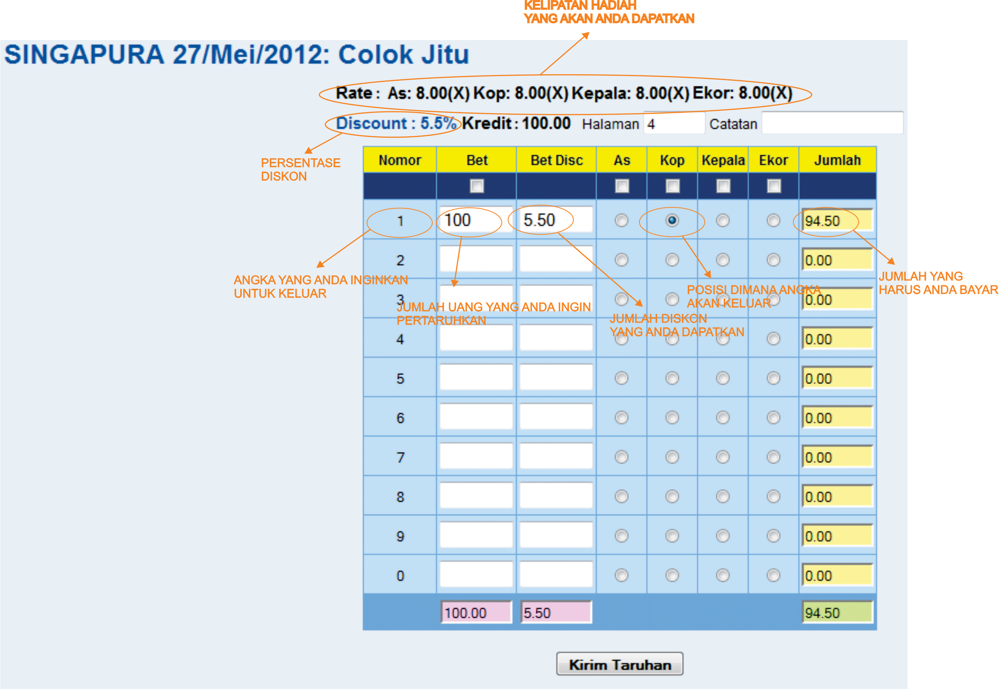 KELIPATAN HADIAH
YANG AKAN ANDA DAPATKAN
SINGAPURA 27/Mei/2012: Colok Jitu
Rate : As: 8.00(X) Kop: 8.00(X) Kepala: 8.00(X) Ekor: 8.00(X)
Discount : 5.5% Kredit : 100.00 Halaman 4 Catatan
PERSENTASE
DISKON
Nomor Bet Bet Disc As Kop Kepala Ekor Jumlah
1 100 5.50 94.50
2 0.00
ANGKA YANG ANDA INGINKAN
UNTUK KELUAR
JUMLAH YANG
HARUS ANDA BAYAR
POSISI DIMANA ANGKA
AKAN KELUAR
3 0.00
JUMLAH UANG YANG ANDA INGIN
PERTARUHKAN
JUMLAH DISKON
YANG ANDA DAPATKAN
4 0.00
5 0.00
6 0.00
7 0.00
8 0.00
9 0.00
0 0.00
100.00 5.50 94.50
Kirim Taruhan